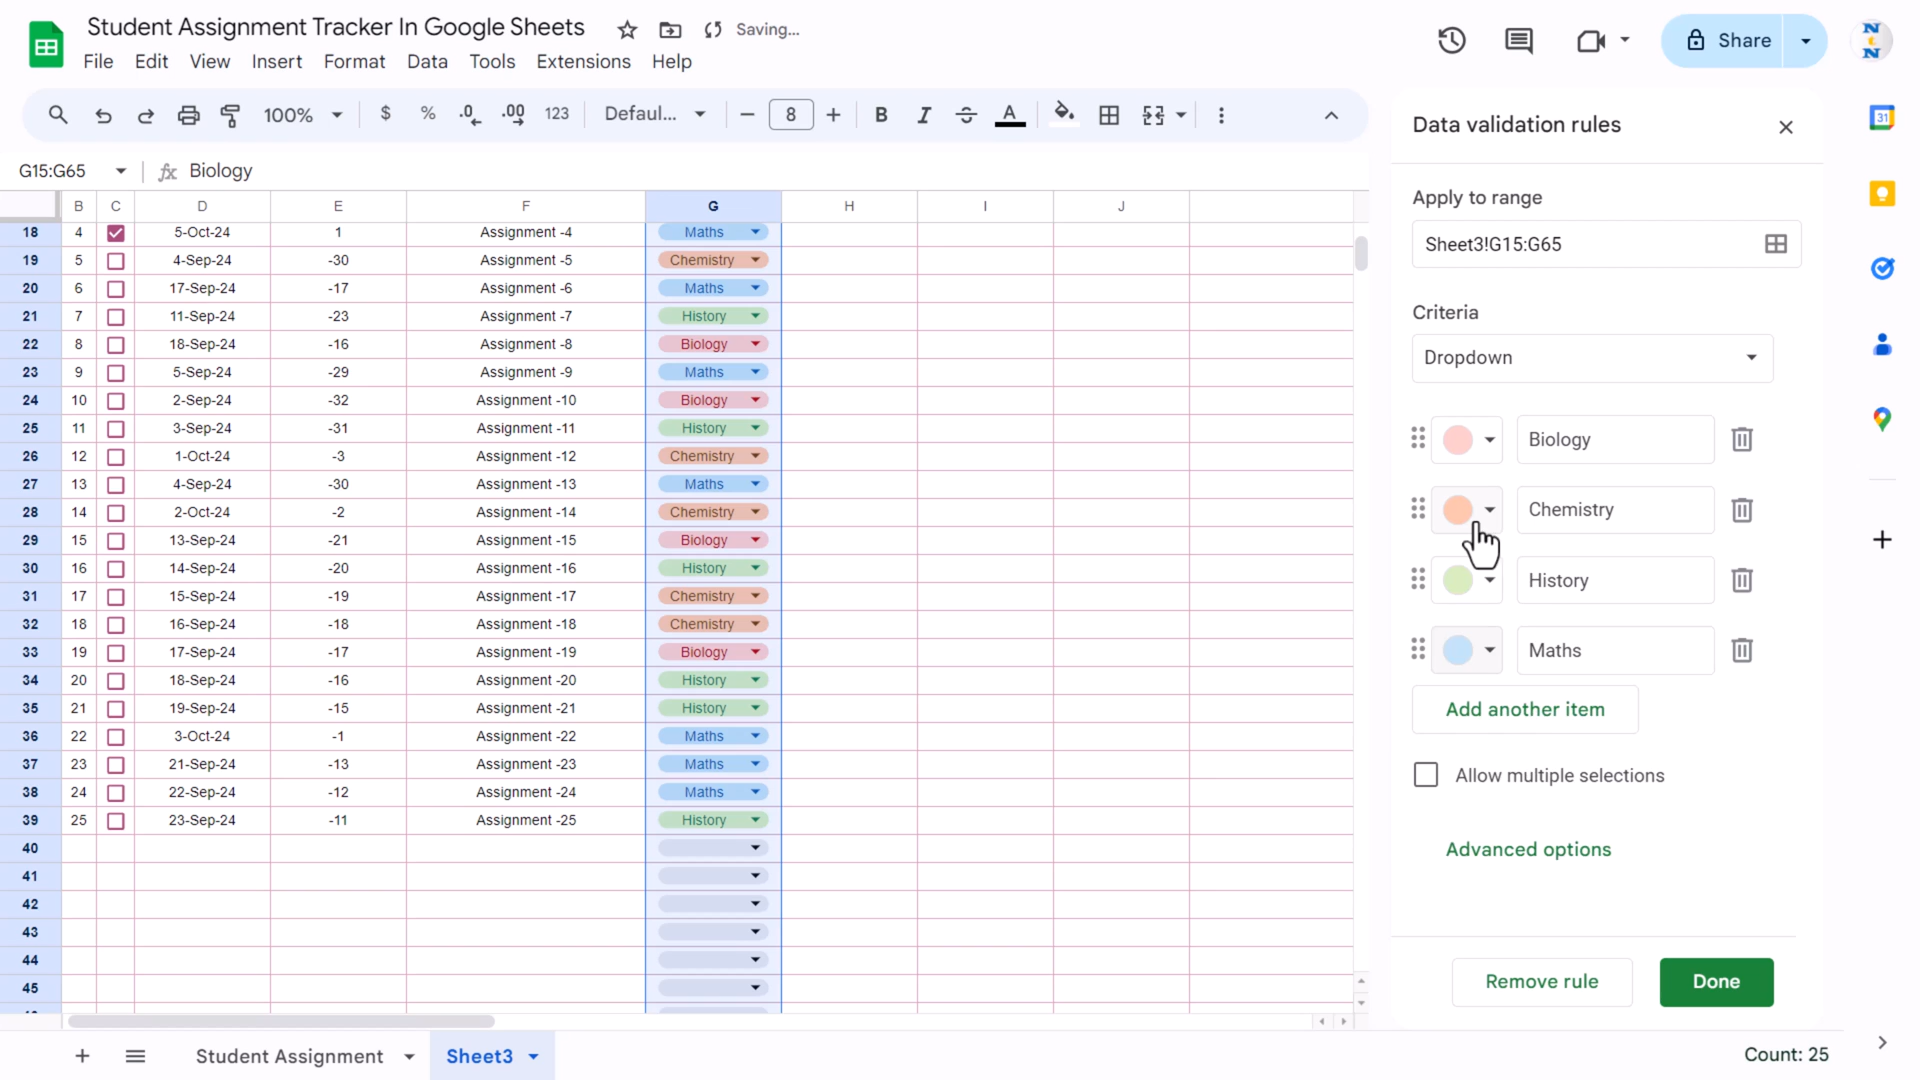 Student Assignment Tracker In Google Sheets Saving...
File Edit View Insert Format Data Tools Extensions Help
Share
100% $ % .0 .00 123 Defaul... 8 B I A
G15:G65 fx Biology
B C D E F G H I J
18 4 5-Oct-24 1 Assignment -4 Maths
19 5 4-Sep-24 -30 Assignment -5 Chemistry
20 6 17-Sep-24 -17 Assignment -6 Maths
21 7 11-Sep-24 -23 Assignment -7 History
22 8 18-Sep-24 -16 Assignment -8 Biology
23 9 5-Sep-24 -29 Assignment -9 Maths
24 10 2-Sep-24 -32 Assignment -10 Biology
25 11 3-Sep-24 -31 Assignment -11 History
26 12 1-Oct-24 -3 Assignment -12 Chemistry
27 13 4-Sep-24 -30 Assignment -13 Maths
28 14 2-Oct-24 -2 Assignment -14 Chemistry
29 15 13-Sep-24 -21 Assignment -15 Biology
30 16 14-Sep-24 -20 Assignment -16 History
31 17 15-Sep-24 -19 Assignment -17 Chemistry
32 18 16-Sep-24 -18 Assignment -18 Chemistry
33 19 17-Sep-24 -17 Assignment -19 Biology
34 20 18-Sep-24 -16 Assignment -20 History
35 21 19-Sep-24 -15 Assignment -21 History
36 22 3-Oct-24 -1 Assignment -22 Maths
37 23 21-Sep-24 -13 Assignment -23 Maths
38 24 22-Sep-24 -12 Assignment -24 Maths
39 25 23-Sep-24 -11 Assignment -25 History
40
41
42
43
44
45
Data validation rules
Apply to range
Sheet3!G15:G65
Criteria
Dropdown
Biology
Chemistry
History
Maths
Add another item
Allow multiple selections
Advanced options
Remove rule Done
31
Student Assignment Sheet3 Count: 25